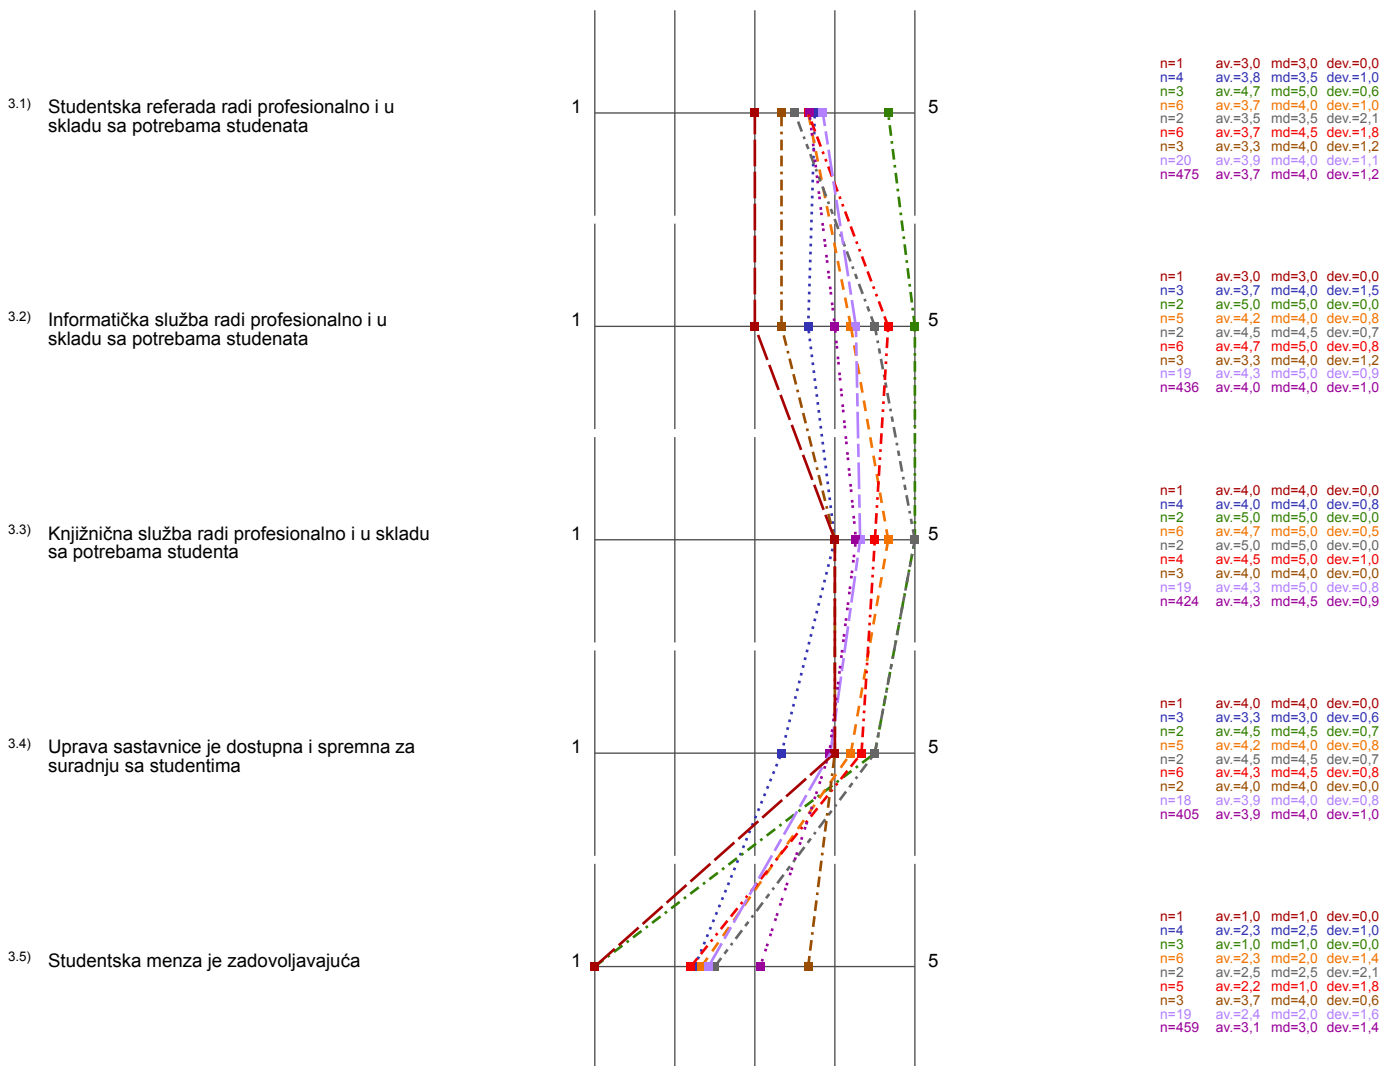 3.1) Studentska referada radi profesionalno i u
skladu sa potrebama studenata
1 5
n=1 av.=3,0 md=3,0 dev.=0,0
n=4 av.=3,8 md=3,5 dev.=1,0
n=3 av.=4,7 md=5,0 dev.=0,6
n=6 av.=3,7 md=4,0 dev.=1,0
n=2 av.=3,5 md=3,5 dev.=2,1
n=6 av.=3,7 md=4,5 dev.=1,8
n=3 av.=3,3 md=4,0 dev.=1,2
n=20 av.=3,9 md=4,0 dev.=1,1
n=475 av.=3,7 md=4,0 dev.=1,2
3.2) Informatička služba radi profesionalno i u
skladu sa potrebama studenata
1 5
n=1 av.=3,0 md=3,0 dev.=0,0
n=3 av.=3,7 md=4,0 dev.=1,5
n=2 av.=5,0 md=5,0 dev.=0,0
n=5 av.=4,2 md=4,0 dev.=0,8
n=2 av.=4,5 md=4,5 dev.=0,7
n=6 av.=4,7 md=5,0 dev.=0,8
n=3 av.=3,3 md=4,0 dev.=1,2
n=19 av.=4,3 md=5,0 dev.=0,9
n=436 av.=4,0 md=4,0 dev.=1,0
3.3) Knjižnična služba radi profesionalno i u skladu
sa potrebama studenta
1 5
n=1 av.=4,0 md=4,0 dev.=0,0
n=4 av.=4,0 md=4,0 dev.=0,8
n=2 av.=5,0 md=5,0 dev.=0,0
n=6 av.=4,7 md=5,0 dev.=0,5
n=2 av.=5,0 md=5,0 dev.=0,0
n=4 av.=4,5 md=5,0 dev.=1,0
n=3 av.=4,0 md=4,0 dev.=0,0
n=19 av.=4,3 md=5,0 dev.=0,8
n=424 av.=4,3 md=4,5 dev.=0,9
3.4) Uprava sastavnice je dostupna i spremna za
suradnju sa studentima
1 5
n=1 av.=4,0 md=4,0 dev.=0,0
n=3 av.=3,3 md=3,0 dev.=0,6
n=2 av.=4,5 md=4,5 dev.=0,7
n=5 av.=4,2 md=4,0 dev.=0,8
n=2 av.=4,5 md=4,5 dev.=0,7
n=6 av.=4,3 md=4,5 dev.=0,8
n=2 av.=4,0 md=4,0 dev.=0,0
n=18 av.=3,9 md=4,0 dev.=0,8
n=405 av.=3,9 md=4,0 dev.=1,0
3.5) Studentska menza je zadovoljavajuća
1 5
n=1 av.=1,0 md=1,0 dev.=0,0
n=4 av.=2,3 md=2,5 dev.=1,0
n=3 av.=1,0 md=1,0 dev.=0,0
n=6 av.=2,3 md=2,0 dev.=1,4
n=2 av.=2,5 md=2,5 dev.=2,1
n=5 av.=2,2 md=1,0 dev.=1,8
n=3 av.=3,7 md=4,0 dev.=0,6
n=19 av.=2,4 md=2,0 dev.=1,6
n=459 av.=3,1 md=3,0 dev.=1,4